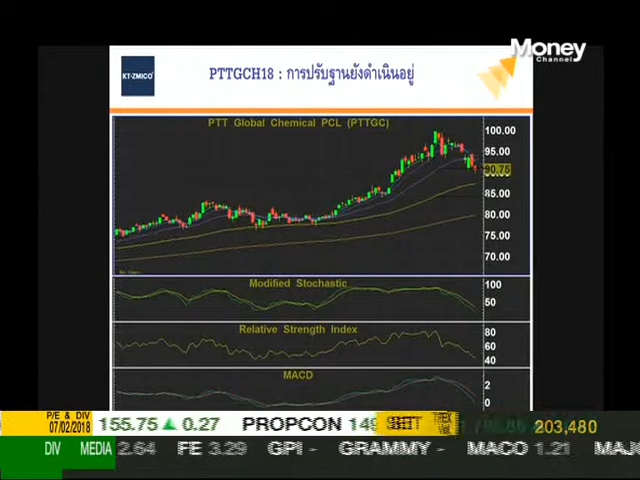 Money
Channel
KT-ZMICO
PTTGCH18 : การปรับฐานยังดำเนินอยู่
PTT Global Chemical PCL (PTTGC)
100.00
95.00
90.75
85.00
80.00
75.00
70.00
Modified Stochastic
100
50
Relative Strength Index
80
60
40
MACD
2
0
P/E & DIV
07/02/2018
155.75 ▲ 0.27 PROPCON
203,480
DIV MEDIA 2.64 FE 3.29 GPI - GRAMMY - MACO 1.21